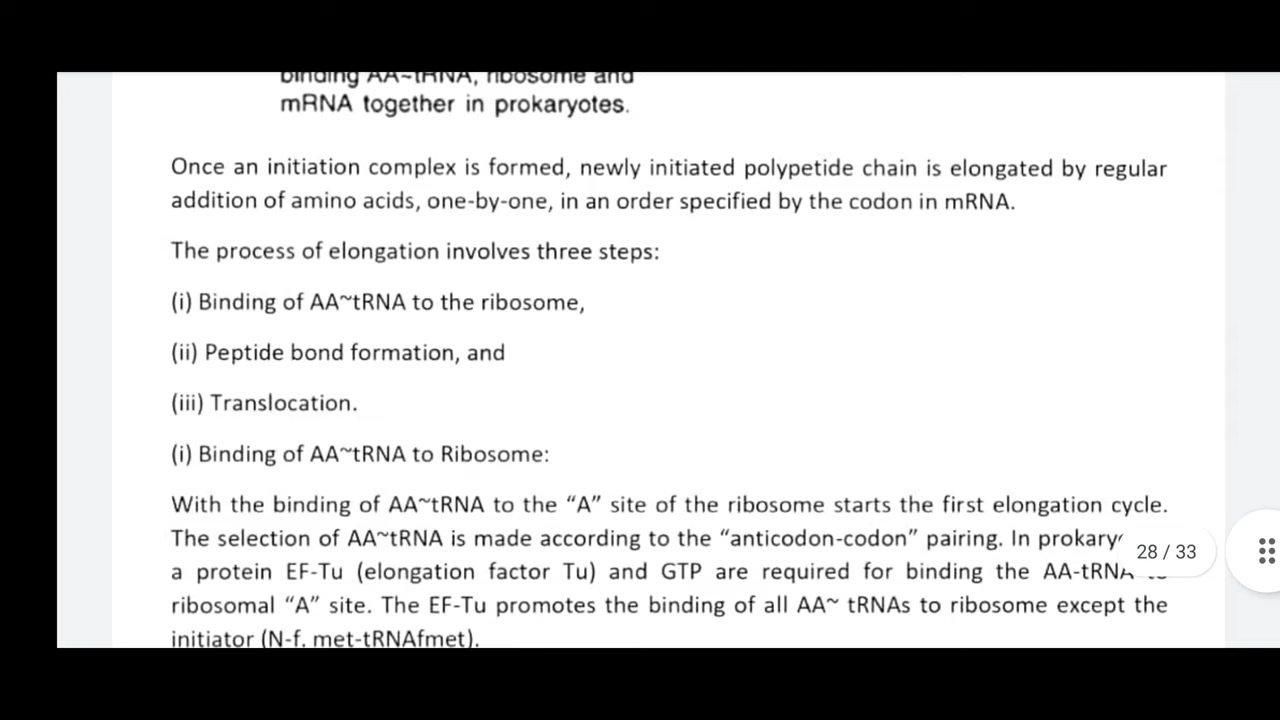 binding AA~tRNA, ribosome and
mRNA together in prokaryotes.
Once an initiation complex is formed, newly initiated polypetide chain is elongated by regular
addition of amino acids, one-by-one, in an order specified by the codon in mRNA.
The process of elongation involves three steps:
(i) Binding of AA~tRNA to the ribosome,
(ii) Peptide bond formation, and
(iii) Translocation.
(i) Binding of AA~tRNA to Ribosome:
With the binding of AA~tRNA to the “A” site of the ribosome starts the first elongation cycle.
The selection of AA~tRNA is made according to the “anticodon-codon” pairing. In prokary
28 / 33
a protein EF-Tu (elongation factor Tu) and GTP are required for binding the AA-tRNA
ribosomal “A” site. The EF-Tu promotes the binding of all AA~ tRNAs to ribosome except the
initiator (N-f. met-tRNAfmet).